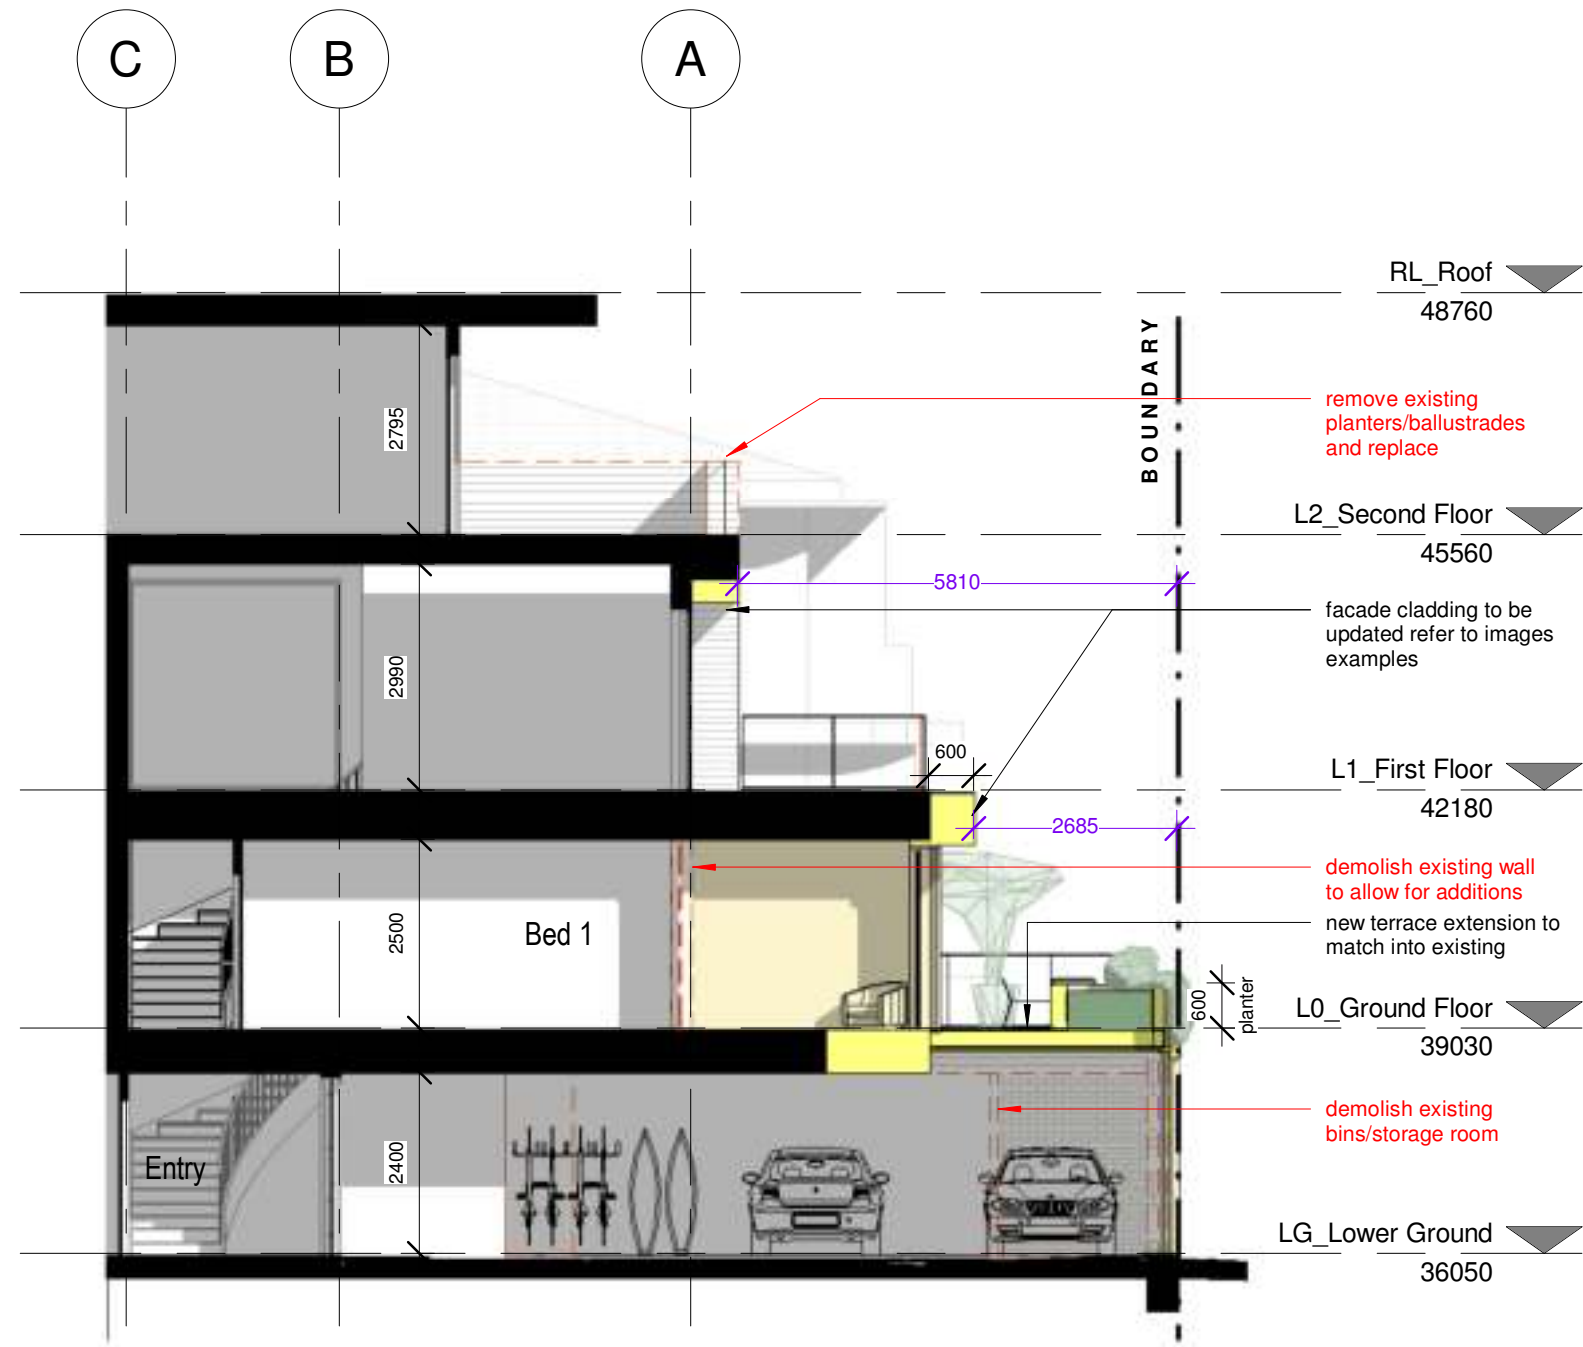 C
B
A
RL_Roof
48760
BOUNDARY
remove existing
planters/ballustrades
and replace
2795
L2_Second Floor
45560
5810
facade cladding to be
updated refer to images
examples
2990
600
L1_First Floor
42180
2685
demolish existing wall
to allow for additions
new terrace extension to
match into existing
2500
Bed 1
600
planter
L0_Ground Floor
39030
demolish existing
bins/storage room
2400
Entry
LG_Lower Ground
36050